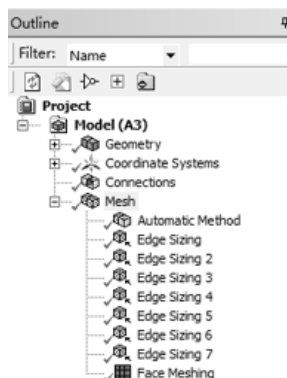 Outline
Filter: Name
Project
Model (A3)
Geometry
Coordinate Systems
Connections
Mesh
Automatic Method
Edge Sizing
Edge Sizing 2
Edge Sizing 3
Edge Sizing 4
Edge Sizing 5
Edge Sizing 6
Edge Sizing 7
Face Meshing